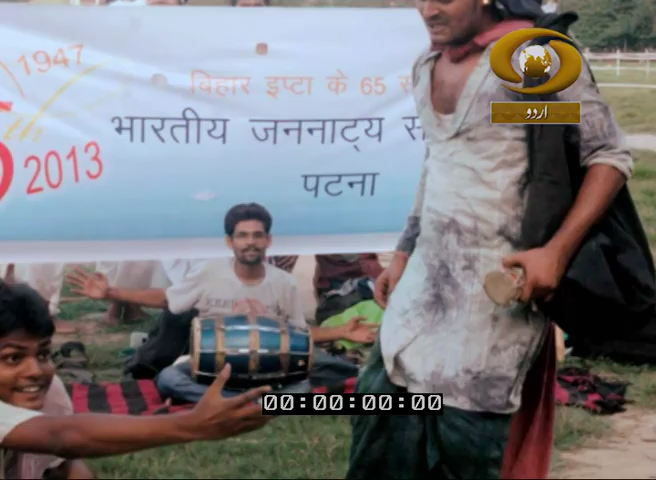 1947
2013
बिहार इप्टा के 65
भारतीय जननाट्य
पटना
اردو
00:00:00:00